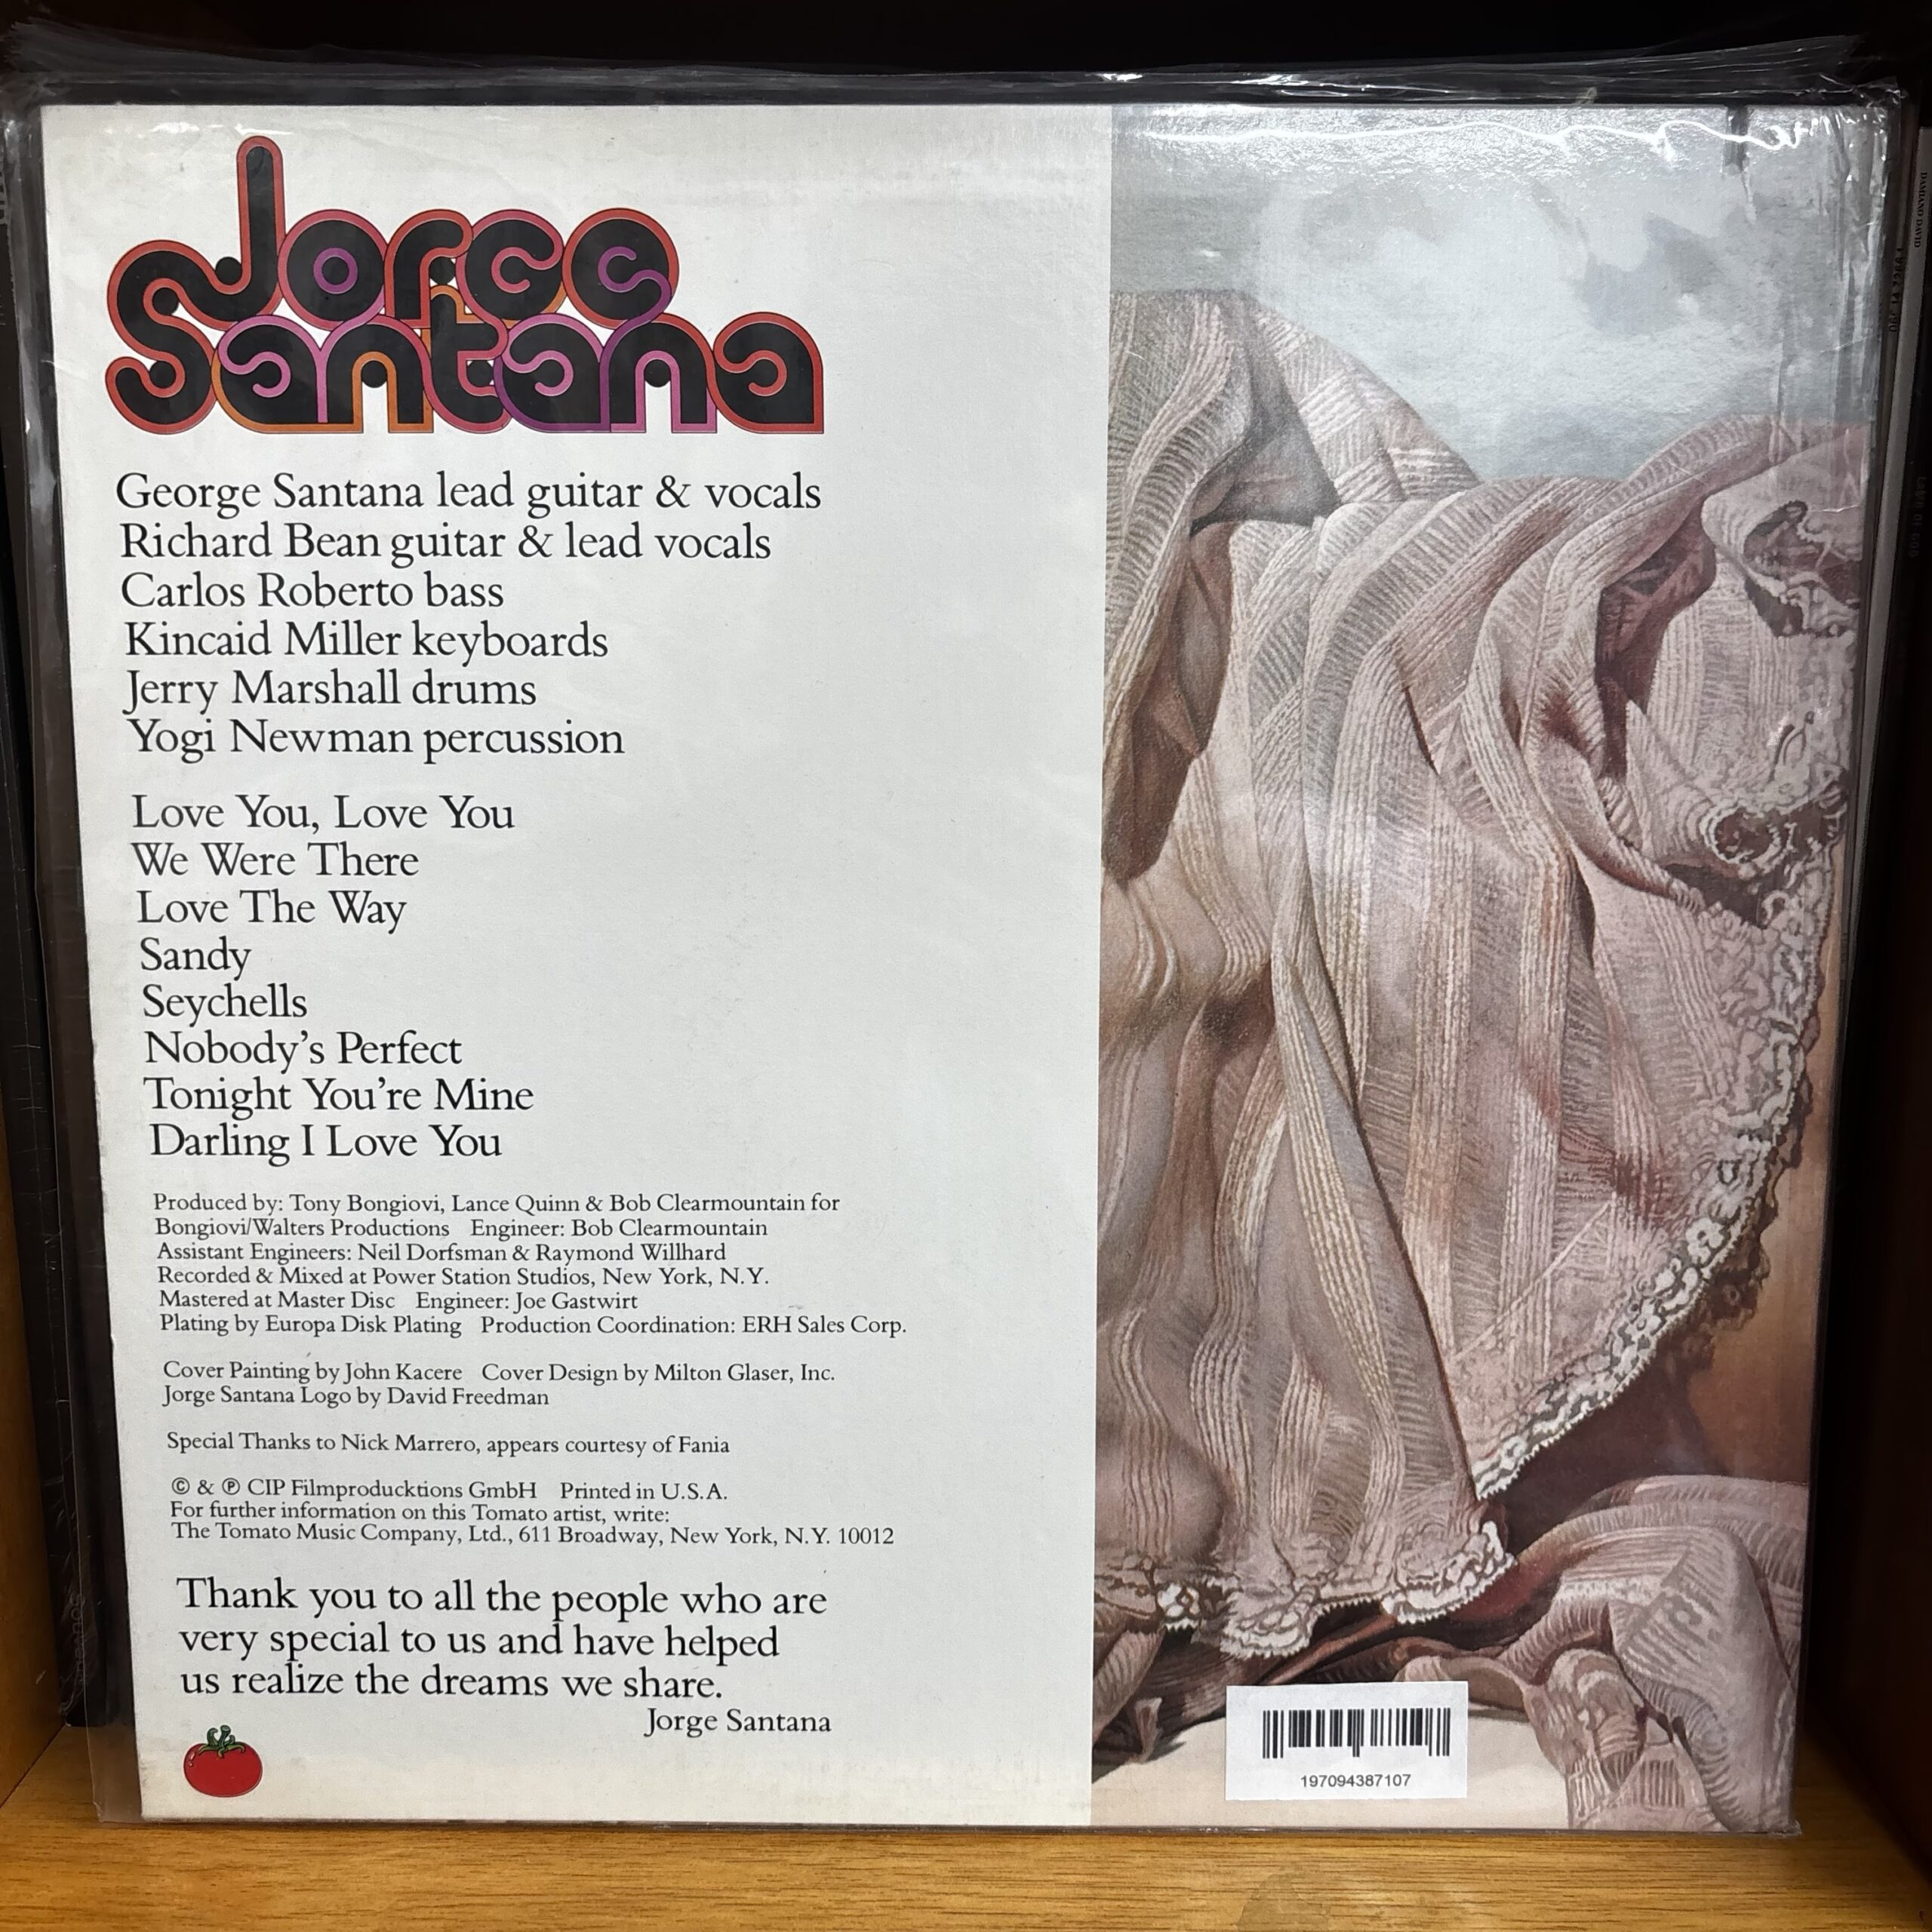 Jorge
Santana
George Santana lead guitar & vocals
Richard Bean guitar & lead vocals
Carlos Roberto bass
Kincaid Miller keyboards
Jerry Marshall drums
Yogi Newman percussion
Love You, Love You
We Were There
Love The Way
Sandy
Seychells
Nobody's Perfect
Tonight You're Mine
Darling I Love You
Produced by: Tony Bongiovi, Lance Quinn & Bob Clearmountain for
Bongiovi/Walters Productions Engineer: Bob Clearmountain
Assistant Engineers: Neil Dorfsman & Raymond Willhard
Recorded & Mixed at Power Station Studios, New York, N.Y.
Mastered at Master Disc Engineer: Joe Gastwirt
Plating by Europa Disk Plating Production Coordination: ERH Sales Corp.
Cover Painting by John Kacere Cover Design by Milton Glaser, Inc.
Jorge Santana Logo by David Freedman
Special Thanks to Nick Marrero, appears courtesy of Fania
© & ℗ CIP Filmproducktions GmbH Printed in U.S.A.
For further information on this Tomato artist, write:
The Tomato Music Company, Ltd., 611 Broadway, New York, N.Y. 10012
Thank you to all the people who are
very special to us and have helped
us realize the dreams we share.
Jorge Santana
197094387107
DAMIANO DAVID